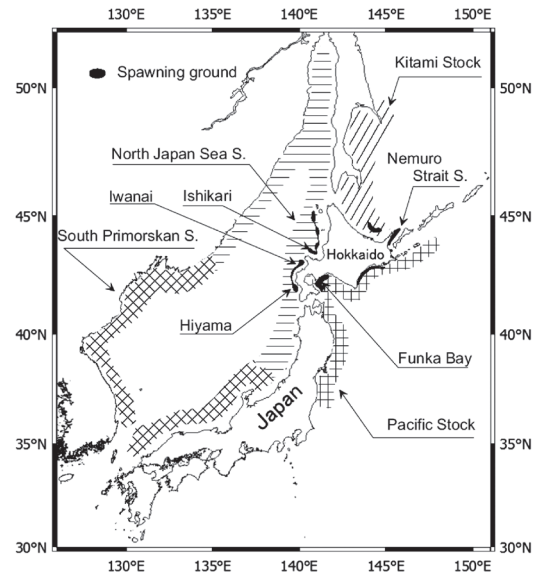 130°E 135°E 140°E 145°E 150°E
50°N 50°N
Spawning ground
Kitami Stock
North Japan Sea S.
Nemuro
Strait S.
Iwanai Ishikari
45°N 45°N
South Primorskan S.
Hokkaido
Hiyama
40°N 40°N
Funka Bay
Japan
Pacific Stock
35°N 35°N
30°N 30°N
130°E 135°E 140°E 145°E 150°E